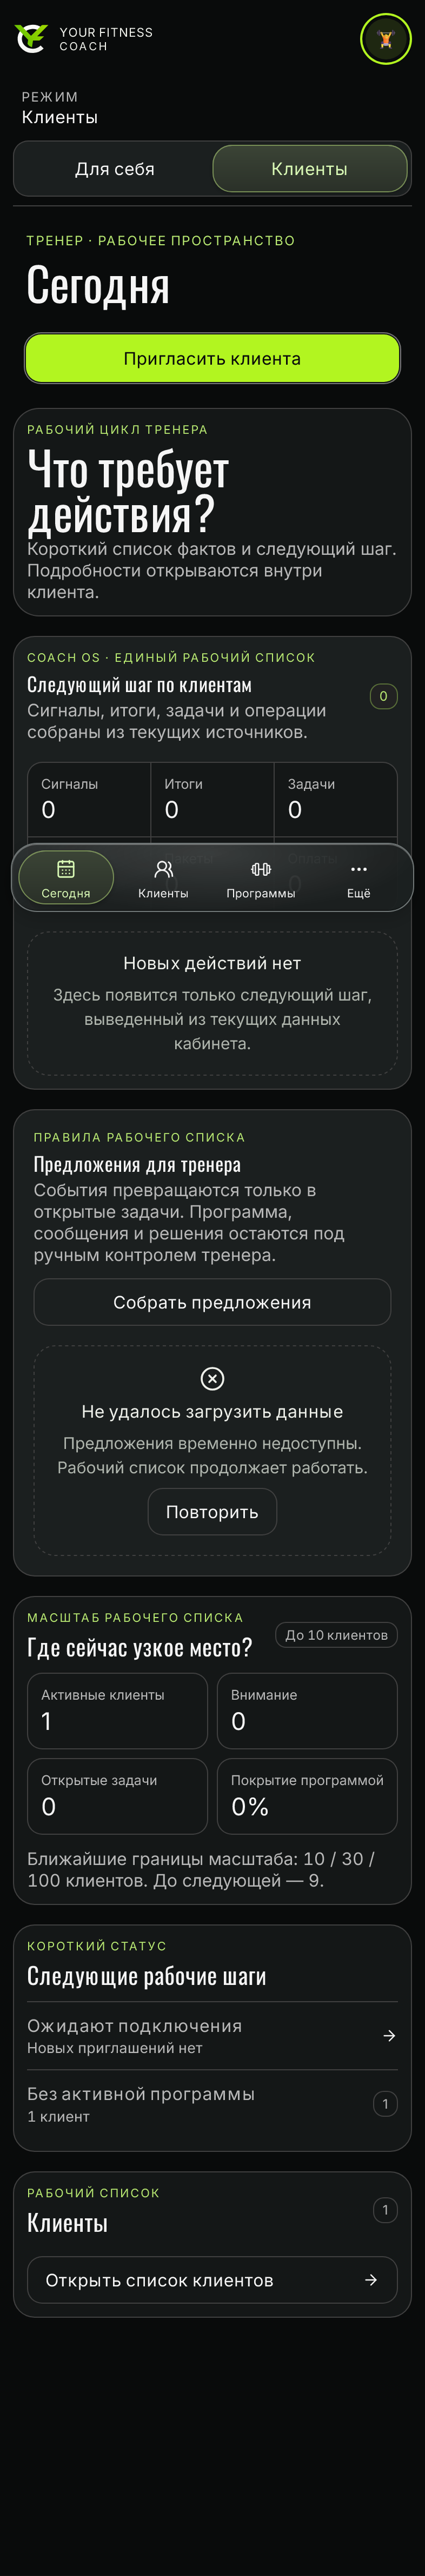 YOUR FITNESS
COACH
РЕЖИМ
Клиенты
Для себя
Клиенты
ТРЕНЕР · РАБОЧЕЕ ПРОСТРАНСТВО
Сегодня
Пригласить клиента
РАБОЧИЙ ЦИКЛ ТРЕНЕРА
Что требует
действия?
Короткий список фактов и следующий шаг.
Подробности открываются внутри
клиента.
COACH OS · ЕДИНЫЙ РАБОЧИЙ СПИСОК
Следующий шаг по клиентам
0
Сигналы, итоги, задачи и операции
собраны из текущих источников.
Сигналы
0
Итоги
0
Задачи
0
Сегодня
Клиенты
Программы
Ещё
Новых действий нет
Здесь появится только следующий шаг,
выведенный из текущих данных
кабинета.
ПРАВИЛА РАБОЧЕГО СПИСКА
Предложения для тренера
События превращаются только в
открытые задачи. Программа,
сообщения и решения остаются под
ручным контролем тренера.
Собрать предложения
Не удалось загрузить данные
Предложения временно недоступны.
Рабочий список продолжает работать.
Повторить
МАСШТАБ РАБОЧЕГО СПИСКА
Где сейчас узкое место?
До 10 клиентов
Активные клиенты
1
Внимание
0
Открытые задачи
0
Покрытие программой
0%
Ближайшие границы масштаба: 10 / 30 /
100 клиентов. До следующей — 9.
КОРОТКИЙ СТАТУС
Следующие рабочие шаги
Ожидают подключения
Новых приглашений нет
Без активной программы
1 клиент
1
РАБОЧИЙ СПИСОК
Клиенты
1
Открыть список клиентов